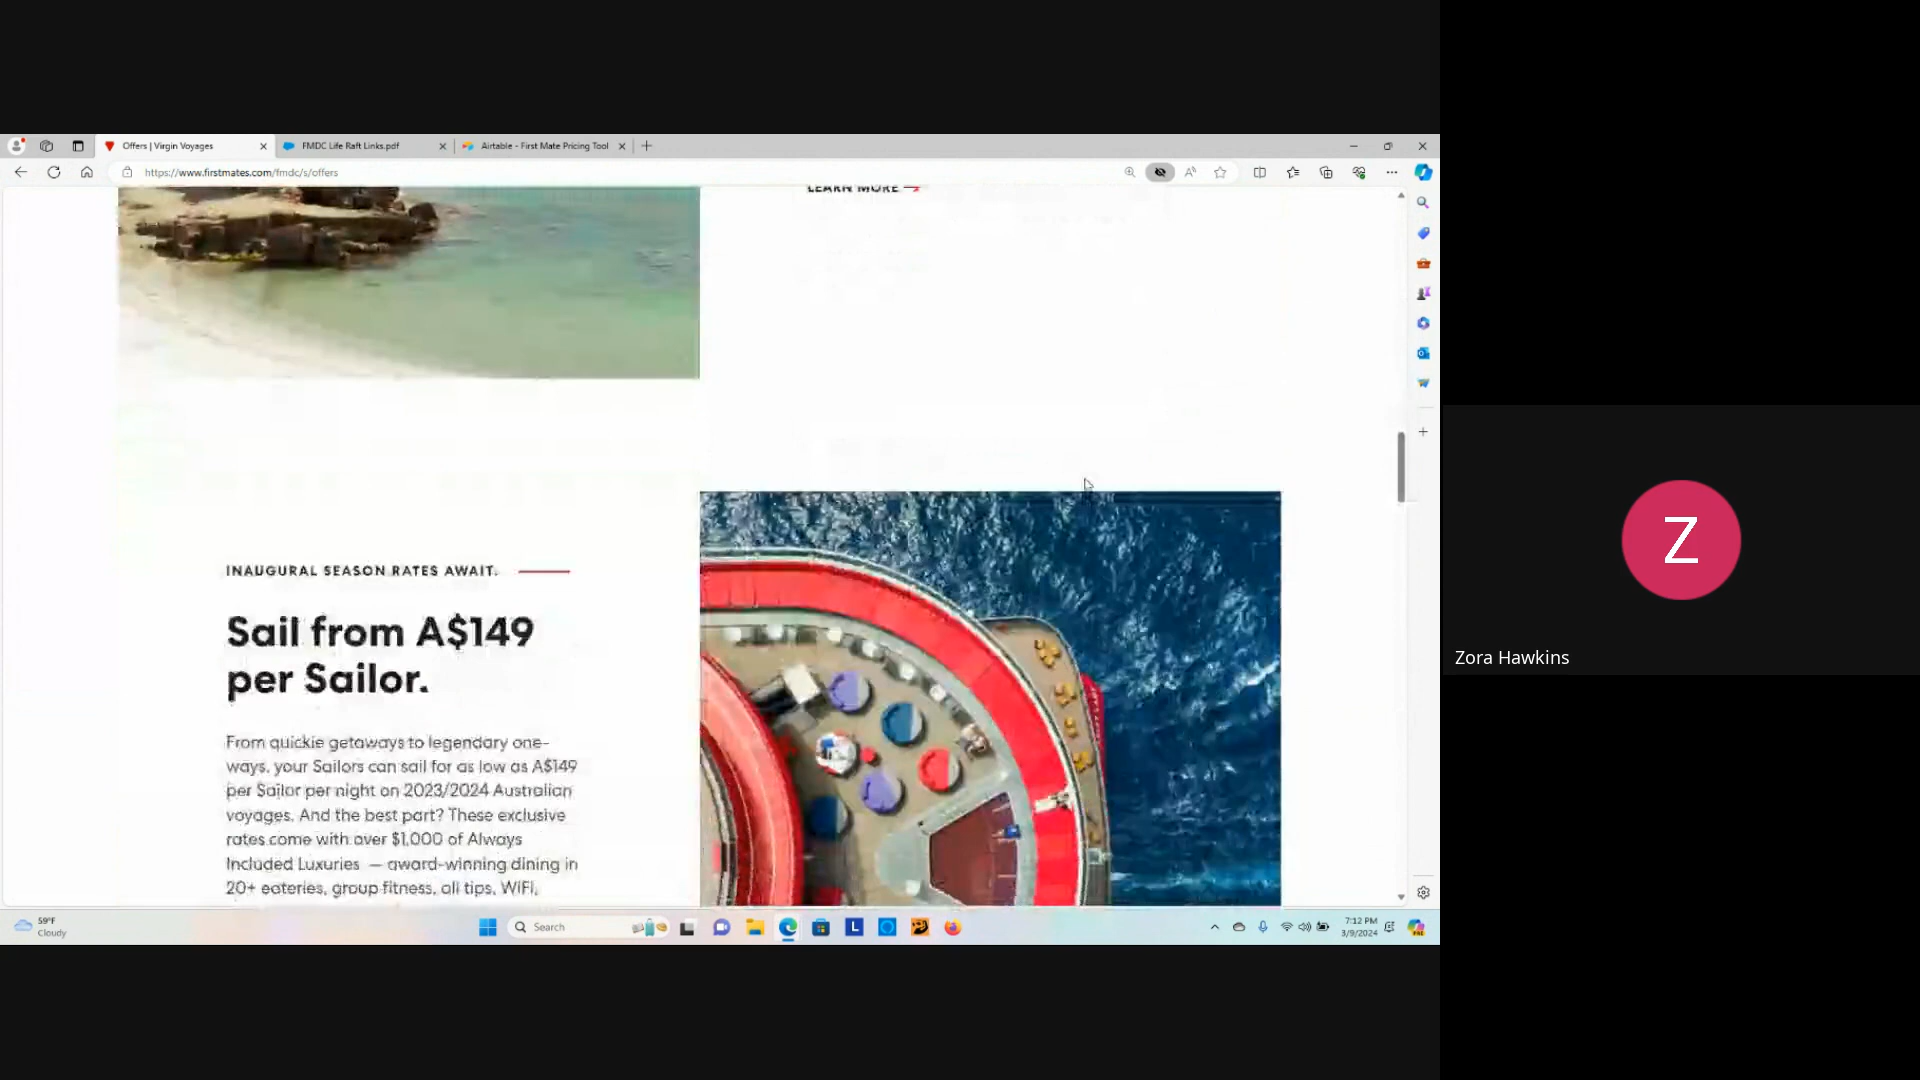 Offers | Virgin Voyages
FMDC Life Raft Links.pdf
Airtable - First Mate Pricing Tool
https://www.firstmates.com/fmdc/s/offers
LEARN MORE
INAUGURAL SEASON RATES AWAIT.
Sail from A$149
per Sailor.
From quickie getaways to legendary one-
ways, your Sailors can sail for as low as A$149
per Sailor per night on 2023/2024 Australian
voyages. And the best part? These exclusive
rates come with over $1,000 of Always
Included Luxuries — award-winning dining in
20+ eateries, group fitness, all tips, WiFi,
Z
Zora Hawkins
59°F
Cloudy
Search
L
7:12 PM
3/9/2024